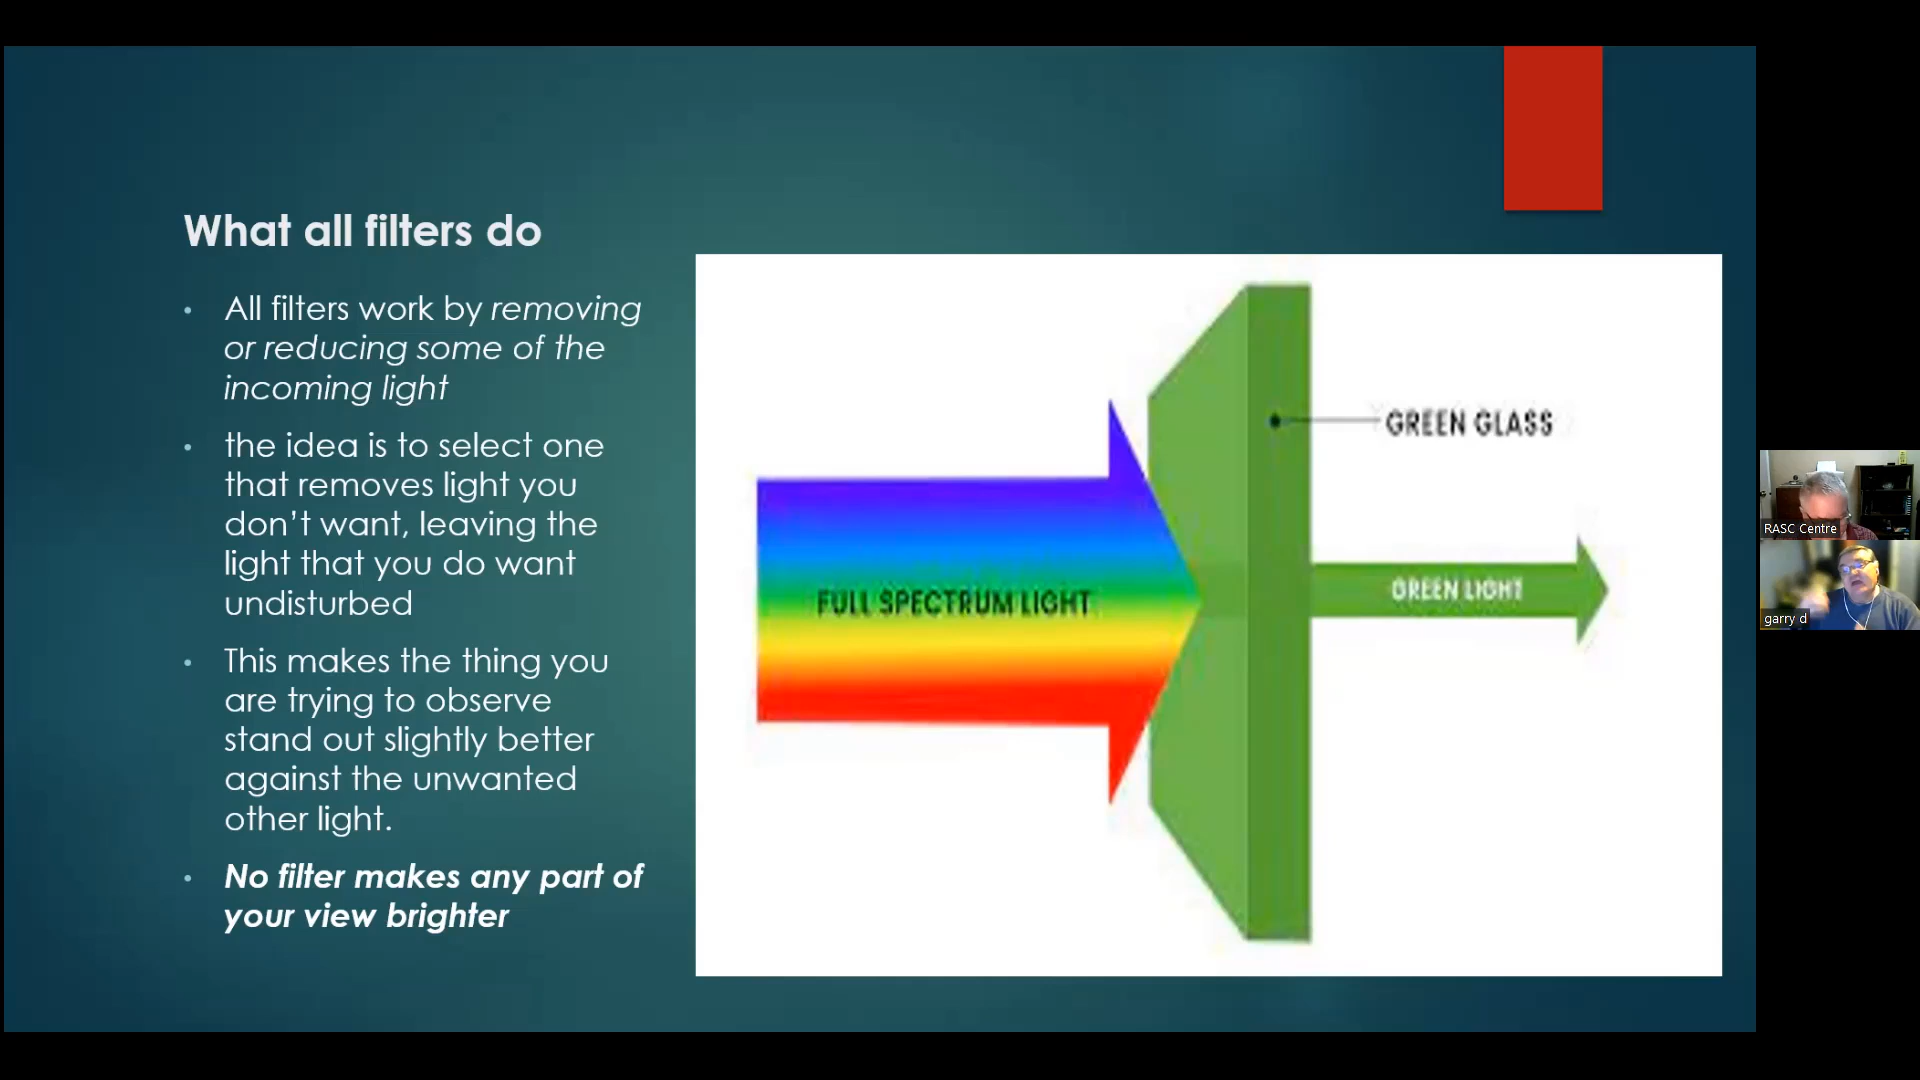 What all filters do
• All filters work by removing
or reducing some of the
incoming light
• the idea is to select one
that removes light you
don’t want, leaving the
light that you do want
undisturbed
• This makes the thing you
are trying to observe
stand out slightly better
against the unwanted
other light.
• No filter makes any part of
your view brighter
FULL SPECTRUM LIGHT
GREEN GLASS
GREEN LIGHT
RASC Centre
garry d